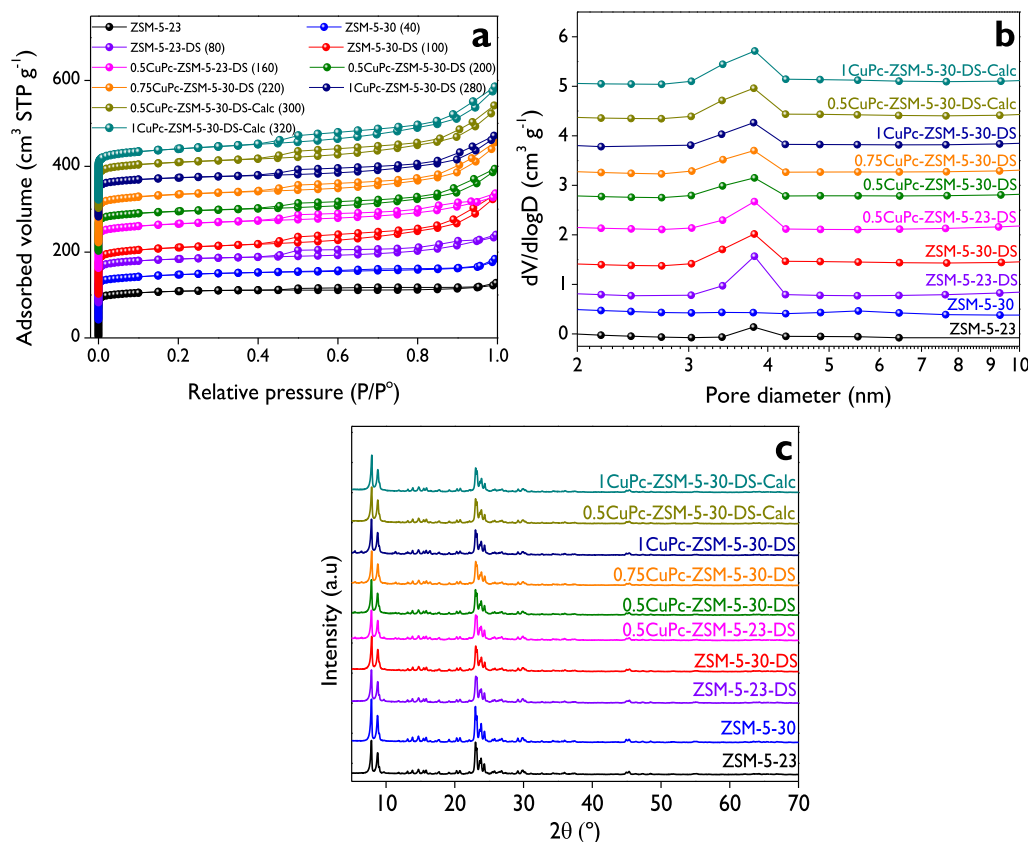 a
ZSM-5-23
ZSM-5-30 (40)
ZSM-5-23-DS (80)
ZSM-5-30-DS (100)
0.5CuPc-ZSM-5-23-DS (160)
0.5CuPc-ZSM-5-30-DS (200)
0.75CuPc-ZSM-5-30-DS (220)
1CuPc-ZSM-5-30-DS (280)
0.5CuPc-ZSM-5-30-DS-Calc (300)
1CuPc-ZSM-5-30-DS-Calc (320)
600
400
200
0
Adsorbed volume (cm³ STP g⁻¹)
0.0 0.2 0.4 0.6 0.8 1.0
Relative pressure (P/P°)
b
6
5
4
3
2
1
0
dV/dlogD (cm³ g⁻¹)
1CuPc-ZSM-5-30-DS-Calc
0.5CuPc-ZSM-5-30-DS-Calc
1CuPc-ZSM-5-30-DS
0.75CuPc-ZSM-5-30-DS
0.5CuPc-ZSM-5-30-DS
0.5CuPc-ZSM-5-23-DS
ZSM-5-30-DS
ZSM-5-23-DS
ZSM-5-30
ZSM-5-23
2 3 4 5 6 7 8 9 10
Pore diameter (nm)
c
Intensity (a.u)
1CuPc-ZSM-5-30-DS-Calc
0.5CuPc-ZSM-5-30-DS-Calc
1CuPc-ZSM-5-30-DS
0.75CuPc-ZSM-5-30-DS
0.5CuPc-ZSM-5-30-DS
0.5CuPc-ZSM-5-23-DS
ZSM-5-30-DS
ZSM-5-23-DS
ZSM-5-30
ZSM-5-23
10 20 30 40 50 60 70
2θ (°)